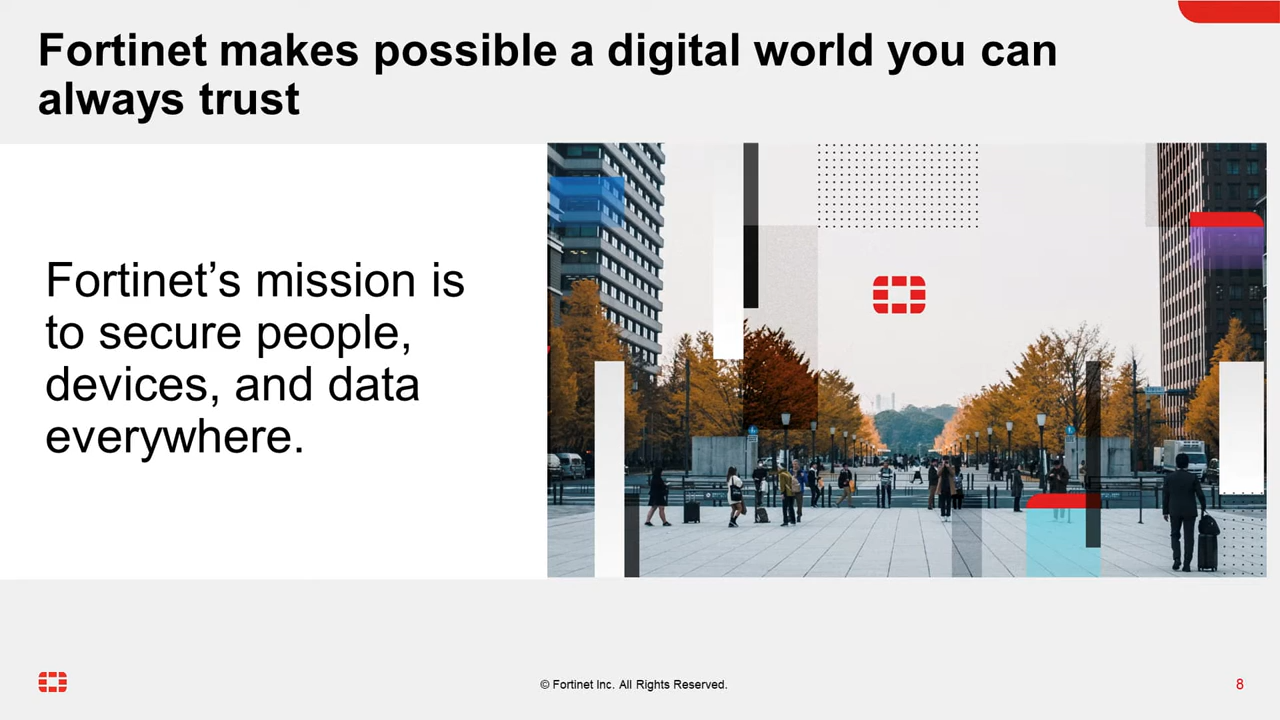 Fortinet makes possible a digital world you can
always trust
Fortinet’s mission is
to secure people,
devices, and data
everywhere.
© Fortinet Inc. All Rights Reserved.
8